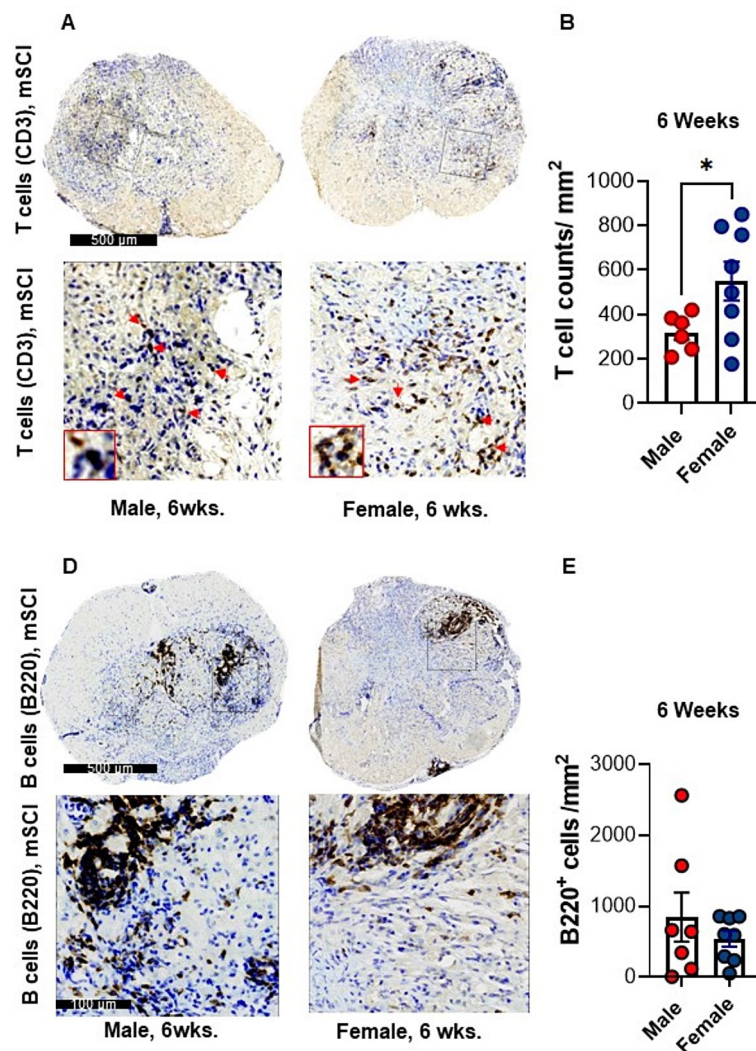 A
T cells (CD3), mSCI
500 µm
T cells (CD3), mSCI
Male, 6wks.
Female, 6 wks.
B
6 Weeks
*
T cell counts/ mm²
1000
800
600
400
200
0
Male
Female
D
B cells (B220), mSCI
500 µm
B cells (B220), mSCI
100 µm
Male, 6wks.
Female, 6 wks.
E
6 Weeks
B220⁺ cells /mm²
3000
2000
1000
0
Male
Female